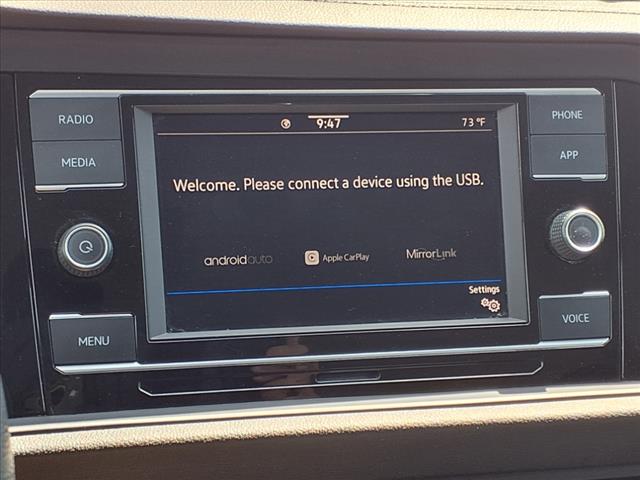 RADIO
MEDIA
MENU
9:47
73 °F
Welcome. Please connect a device using the USB.
androidauto
Apple CarPlay
MirrorLink
Settings
PHONE
APP
VOICE